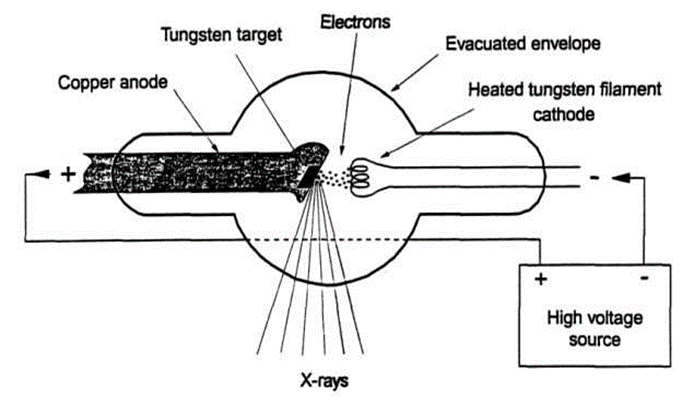 Electrons
Tungsten target
Evacuated envelope
Copper anode
Heated tungsten filament
cathode
+
-
+ -
High voltage
source
X-rays